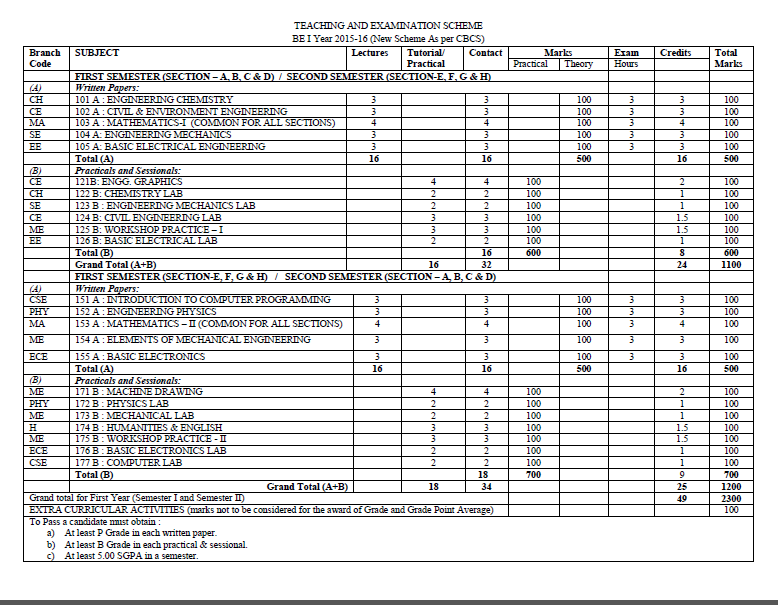 TEACHING AND EXAMINATION SCHEME
BE I Year 2015-16 (New Scheme As per CBCS)
Branch Code SUBJECT Lectures Tutorial/ Practical Contact Marks Exam Hours Credits Total Marks
Practical Theory
FIRST SEMESTER (SECTION – A, B, C & D) / SECOND SEMESTER (SECTION-E, F, G & H)
(A) Written Papers:
CH 101 A : ENGINEERING CHEMISTRY 3 3 100 3 3 100
CE 102 A : CIVIL & ENVIRONMENT ENGINEERING 3 3 100 3 3 100
MA 103 A : MATHEMATICS-I (COMMON FOR ALL SECTIONS) 4 4 100 3 4 100
SE 104 A: ENGINEERING MECHANICS 3 3 100 3 3 100
EE 105 A: BASIC ELECTRICAL ENGINEERING 3 3 100 3 3 100
Total (A) 16 16 500 16 500
(B) Practicals and Sessionals:
CE 121B: ENGG. GRAPHICS 4 4 100 2 100
CH 122 B: CHEMISTRY LAB 2 2 100 1 100
SE 123 B : ENGINEERING MECHANICS LAB 2 2 100 1 100
CE 124 B: CIVIL ENGINEERING LAB 3 3 100 1.5 100
ME 125 B: WORKSHOP PRACTICE – I 3 3 100 1.5 100
EE 126 B: BASIC ELECTRICAL LAB 2 2 100 1 100
Total (B) 16 600 8 600
Grand Total (A+B) 16 32 24 1100
FIRST SEMESTER (SECTION-E, F, G & H) / SECOND SEMESTER (SECTION – A, B, C & D)
(A) Written Papers:
CSE 151 A : INTRODUCTION TO COMPUTER PROGRAMMING 3 3 100 3 3 100
PHY 152 A : ENGINEERING PHYSICS 3 3 100 3 3 100
MA 153 A : MATHEMATICS – II (COMMON FOR ALL SECTIONS) 4 4 100 3 4 100
ME 154 A : ELEMENTS OF MECHANICAL ENGINEERING 3 3 100 3 3 100
ECE 155 A : BASIC ELECTRONICS 3 3 100 3 3 100
Total (A) 16 16 500 16 500
(B) Practicals and Sessionals:
ME 171 B : MACHINE DRAWING 4 4 100 2 100
PHY 172 B : PHYSICS LAB 2 2 100 1 100
ME 173 B : MECHANICAL LAB 2 2 100 1 100
H 174 B : HUMANITIES & ENGLISH 3 3 100 1.5 100
ME 175 B : WORKSHOP PRACTICE - II 3 3 100 1.5 100
ECE 176 B : BASIC ELECTRONICS LAB 2 2 100 1 100
CSE 177 B : COMPUTER LAB 2 2 100 1 100
Total (B) 18 700 9 700
Grand Total (A+B) 18 34 25 1200
Grand total for First Year (Semester I and Semester II) 49 2300
EXTRA CURRICULAR ACTIVITIES (marks not to be considered for the award of Grade and Grade Point Average) 100
To Pass a candidate must obtain :
a) At least P Grade in each written paper.
b) At least B Grade in each practical & sessional.
c) At least 5.00 SGPA in a semester.